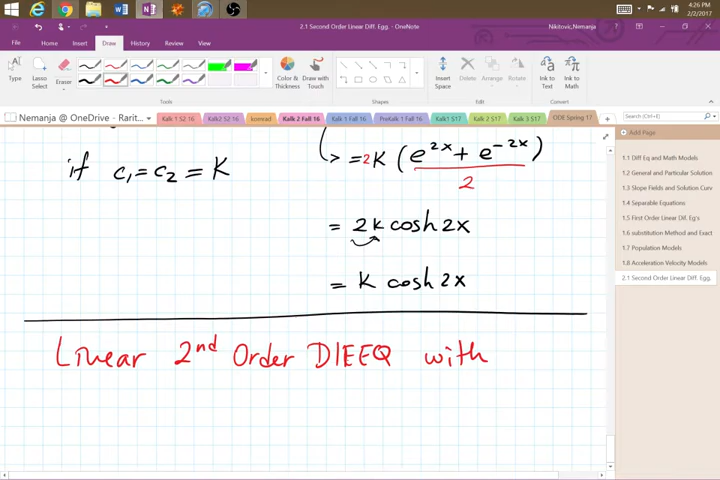 4:26 PM
2/2/2017
2.1 Second Order Linear Diff. Egg. - OneNote
Nikitovic,Nemanja
File Home Insert Draw History Review View
Type
Lasso Select
Eraser
Color & Thickness
Draw with Touch
Insert Space
Delete
Arrange
Rotate
Ink to Text
Ink to Math
Tools
Shapes
Edit
Convert
Nemanja @ OneDrive - Rarit...
Kalk 1 S2 16
Kalk2 S2 16
konrad
Kalk 2 Fall 16
Kalk 1 Fall 16
PreKalk 1 Fall 16
Kalk1 S17
Kalk 2 S17
Kalk 3 S17
ODE Spring 17
Search (Ctrl+E)
Add Page
1.1 Diff Eq and Math Models
1.2 General and Particular Solution
1.3 Slope Fields and Solution Curv
1.4 Separable Equations
1.5 First Order Linear Dif. Eg's
1.6 substitution Method and Exact
1.7 Population Models
1.8 Acceleration Velocity Models
2.1 Second Order Linear Diff. Egg.
if c₁ = c₂ = K
= 2K (e^2x + e^-2x)
2
= 2k cosh 2x
= K cosh 2x
Linear 2nd Order DIEEQ with